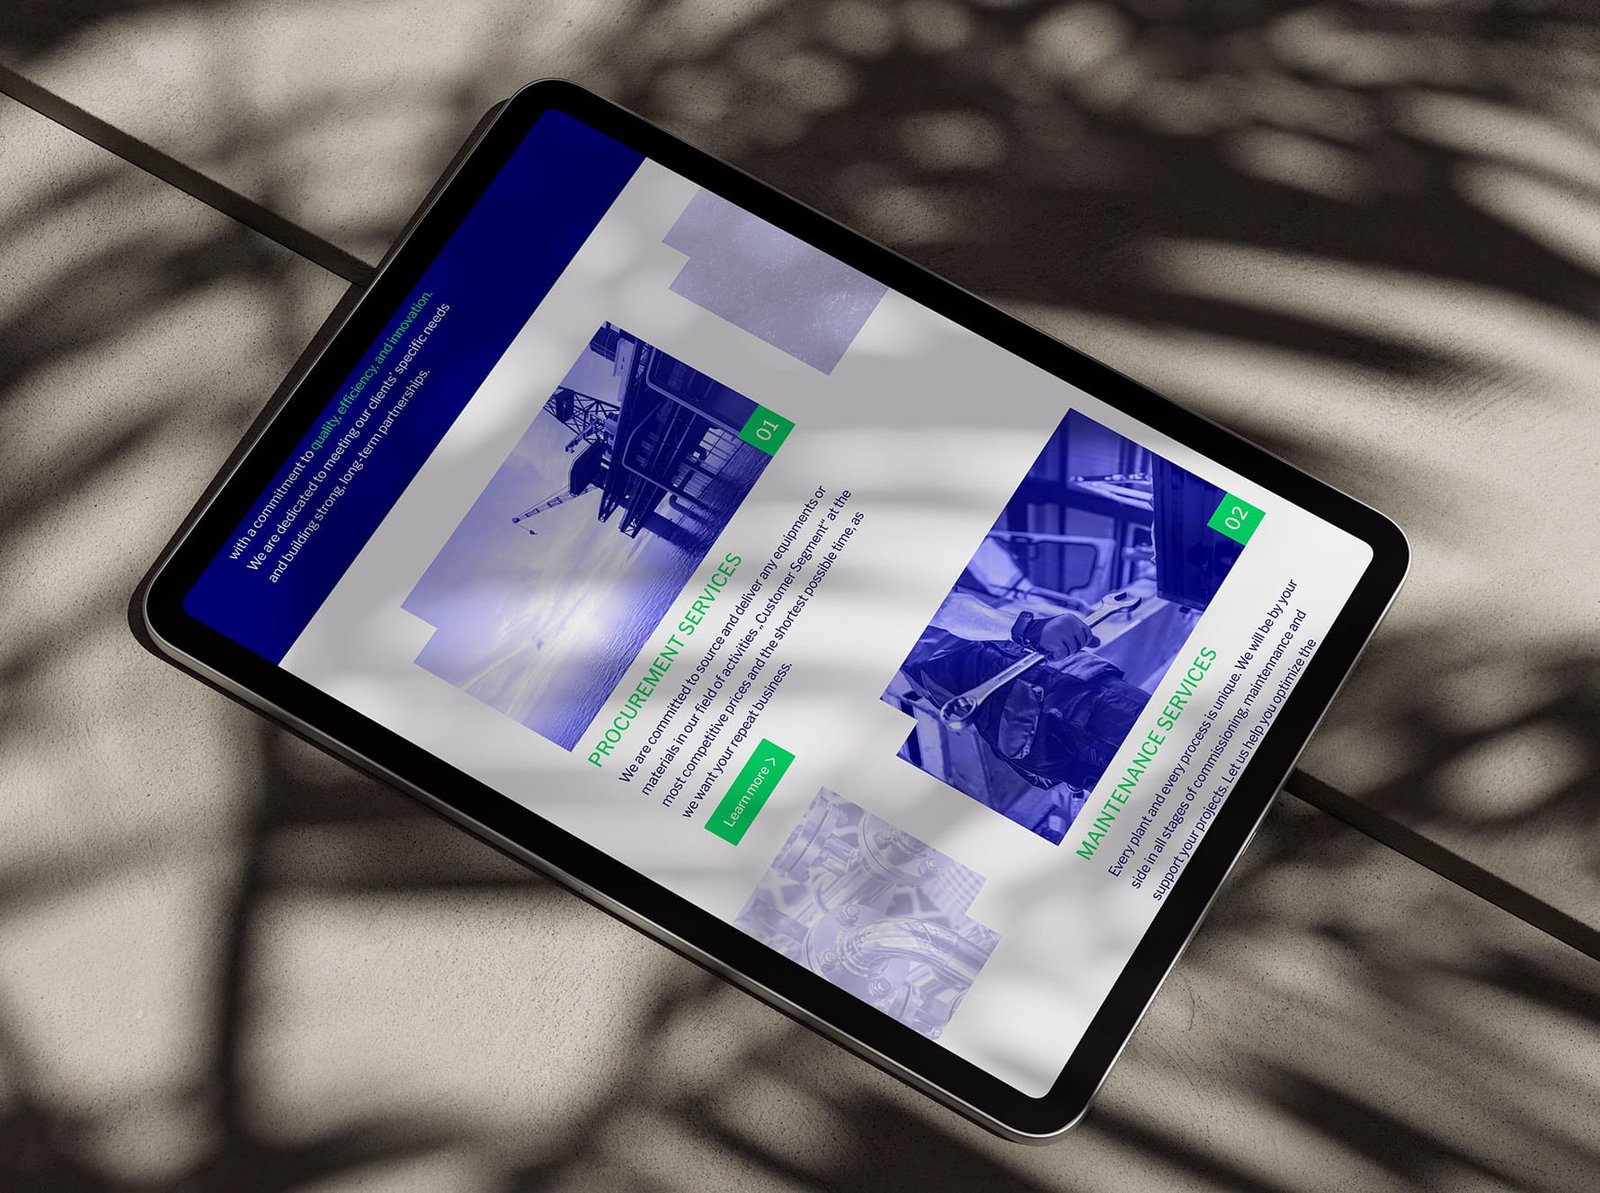 with a commitment to quality, efficiency, and innovation.
We are dedicated to meeting our clients' specific needs
and building strong, long-term partnerships.
01
PROCUREMENT SERVICES
We are committed to source and deliver any equipments or
materials in our field of activities „Customer Segment“ at the
most competitive prices and the shortest possible time, as
we want your repeat business.
Learn more >
02
MAINTENANCE SERVICES
Every plant and every process is unique. We will be by your
side in all stages of commissioning, maintennance and
support your projects. Let us help you optimize the